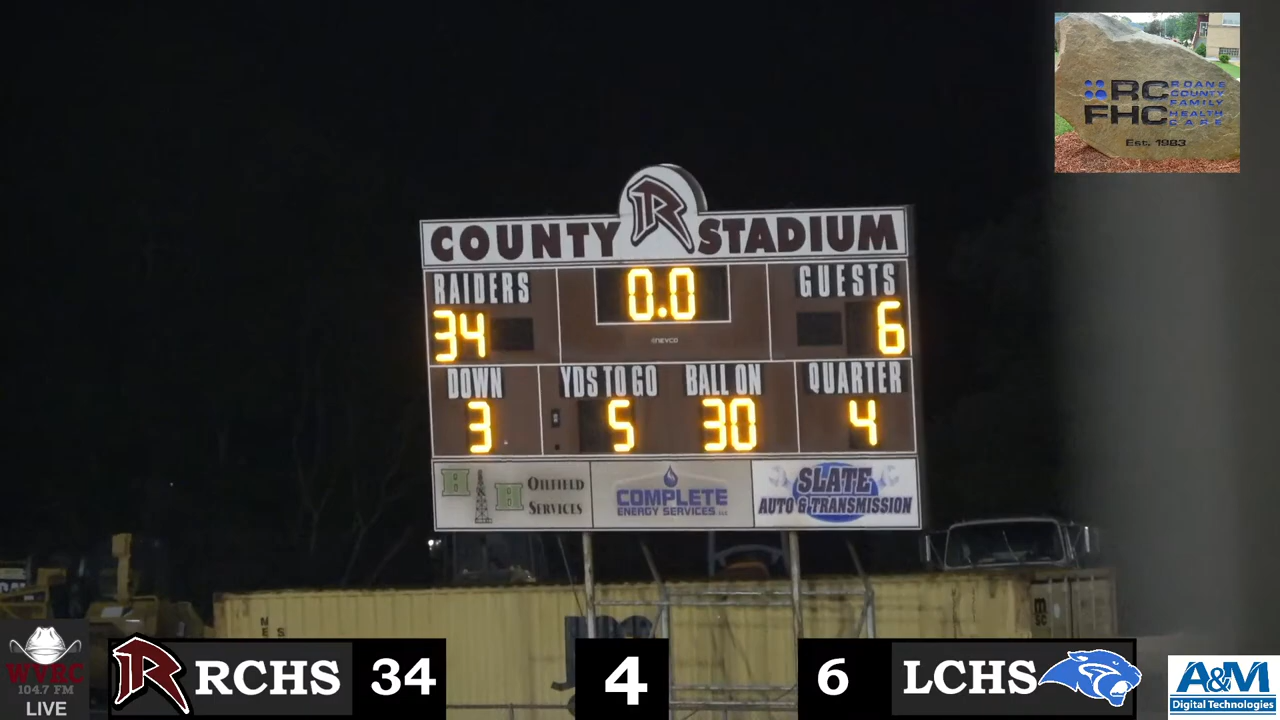 RC ROANE COUNTY FAMILY
FHC HEALTH CARE
Est. 1983
COUNTY R STADIUM
RAIDERS 0.0 GUESTS
34 6
NEVCO
DOWN YDS TO GO BALL ON QUARTER
3 5 30 4
H H OILFIELD SERVICES
COMPLETE
ENERGY SERVICES LLC
SLATE
AUTO & TRANSMISSION
WVRC
104.7 FM
LIVE
R RCHS 34 4 6 LCHS
A&M
Digital Technologies